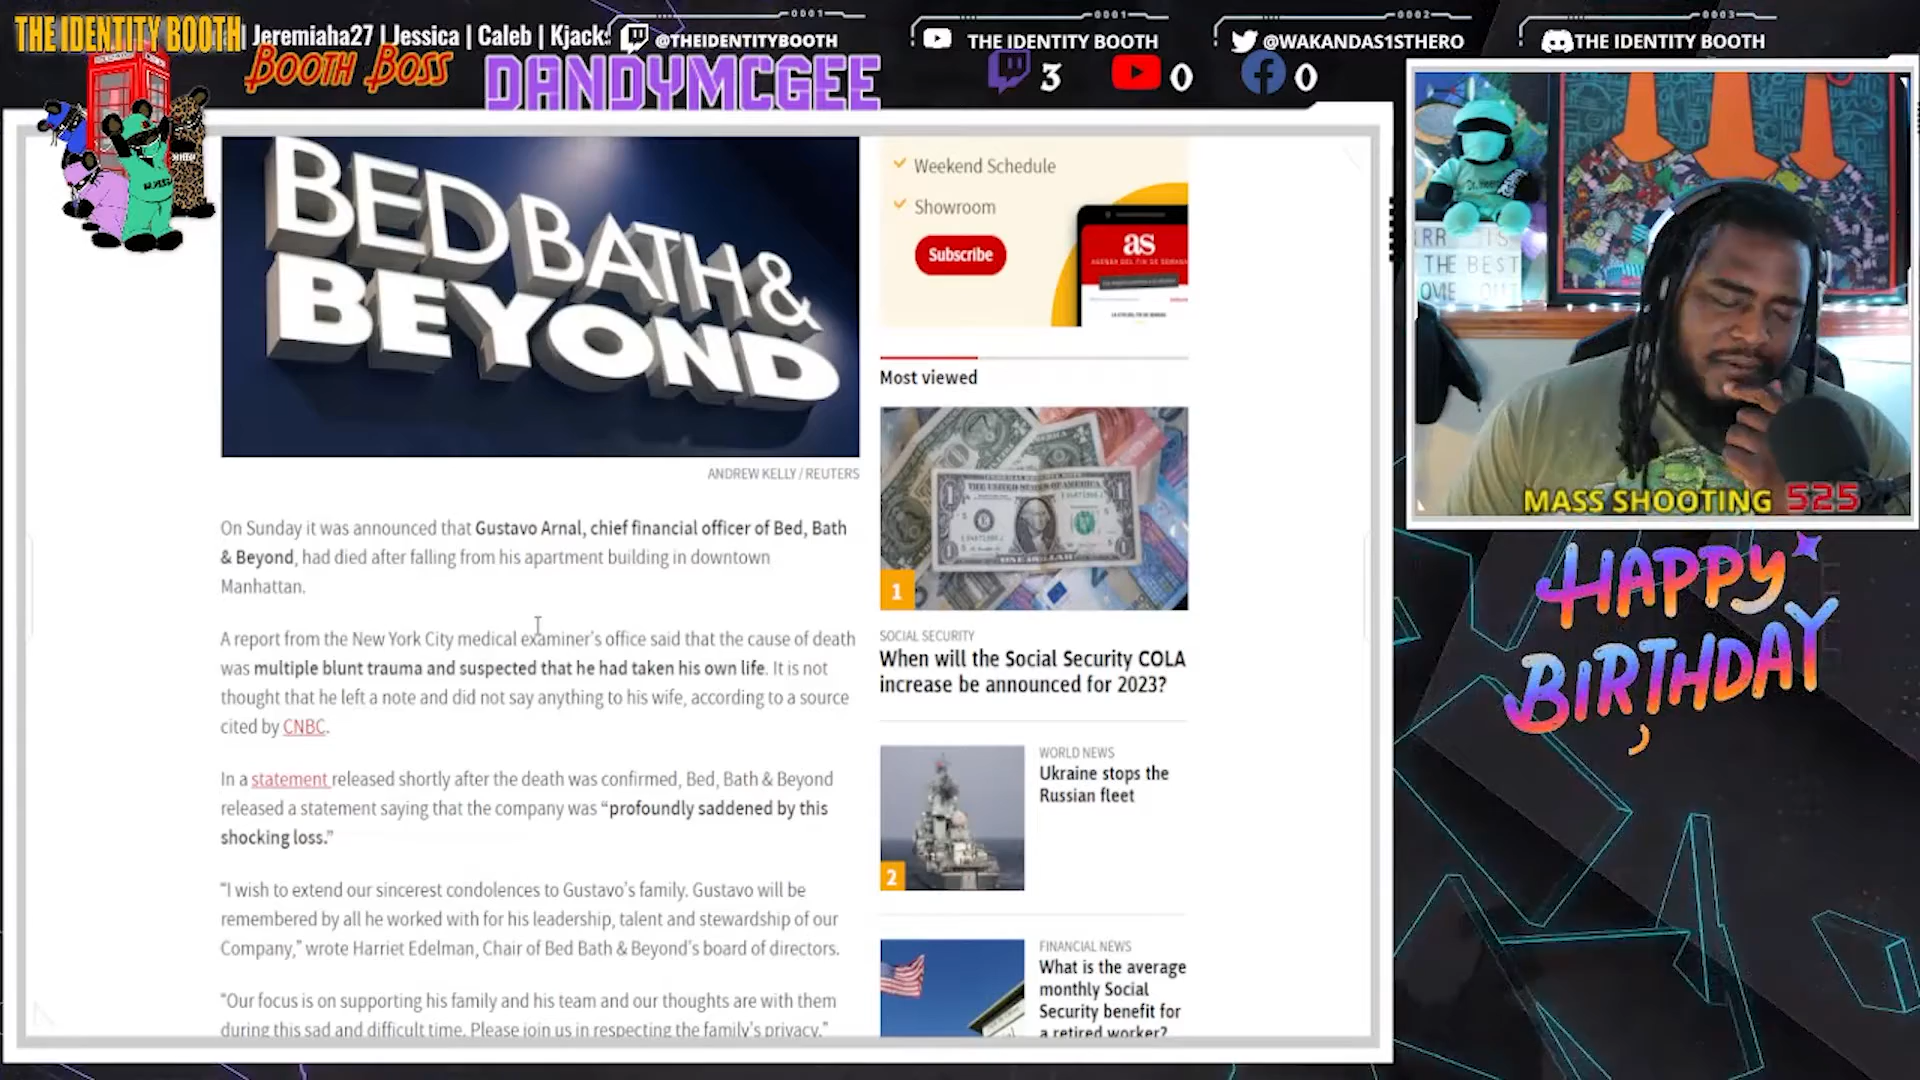 THE IDENTITY BOOTH
| Jeremiaha27 | Jessica | Caleb | Kjack
BOOTH BOSS
DANDYMCGEE
0001
@THEIDENTITYBOOTH
0001
THE IDENTITY BOOTH
0002
@WAKANDAS1STHERO
0003
THE IDENTITY BOOTH
3
0
0
BED BATH &
BEYOND
ANDREW KELLY / REUTERS
On Sunday it was announced that Gustavo Arnal, chief financial officer of Bed, Bath
& Beyond, had died after falling from his apartment building in downtown
Manhattan.
A report from the New York City medical examiner's office said that the cause of death
was multiple blunt trauma and suspected that he had taken his own life. It is not
thought that he left a note and did not say anything to his wife, according to a source
cited by CNBC.
In a statement released shortly after the death was confirmed, Bed, Bath & Beyond
released a statement saying that the company was “profoundly saddened by this
shocking loss.”
“I wish to extend our sincerest condolences to Gustavo's family. Gustavo will be
remembered by all he worked with for his leadership, talent and stewardship of our
Company,” wrote Harriet Edelman, Chair of Bed Bath & Beyond's board of directors.
“Our focus is on supporting his family and his team and our thoughts are with them
during this sad and difficult time. Please join us in respecting the family's privacy.”
Weekend Schedule
Showroom
Subscribe
as
Most viewed
1
SOCIAL SECURITY
When will the Social Security COLA
increase be announced for 2023?
2
WORLD NEWS
Ukraine stops the
Russian fleet
FINANCIAL NEWS
What is the average
monthly Social
Security benefit for
a retired worker?
THE BEST
MASS SHOOTING 525
HAPPY
BIRTHDAY